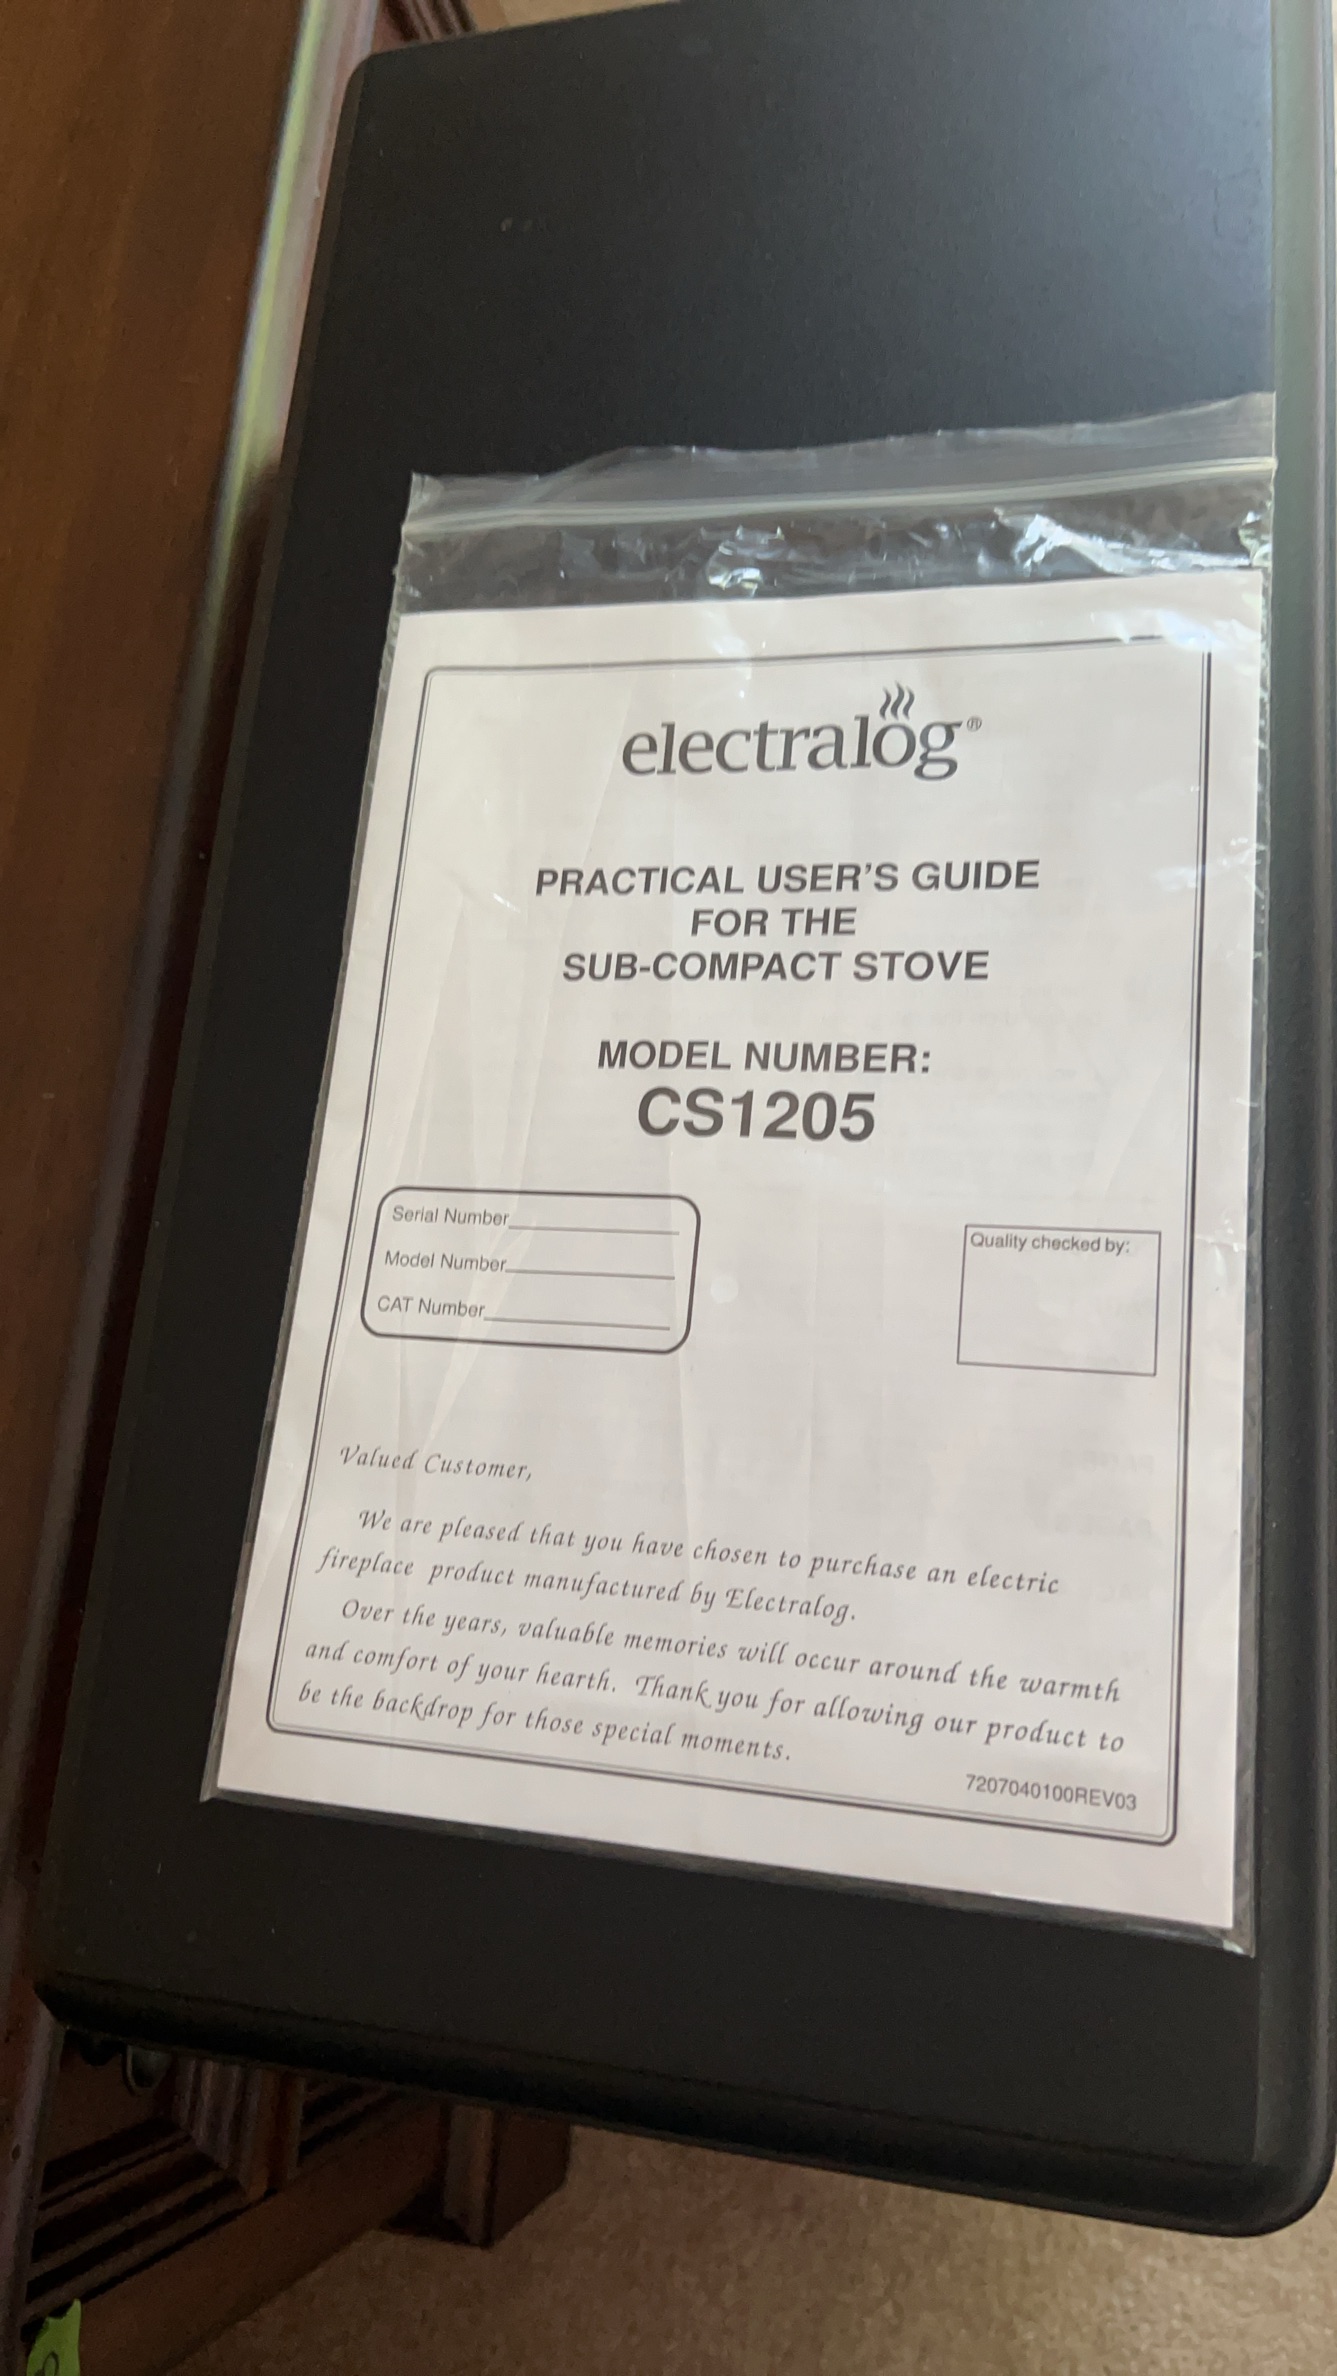 electralog®
PRACTICAL USER'S GUIDE
FOR THE
SUB-COMPACT STOVE
MODEL NUMBER:
CS1205
Serial Number
Model Number
CAT Number
Quality checked by:
Valued Customer,
We are pleased that you have chosen to purchase an electric
fireplace product manufactured by Electralog.
Over the years, valuable memories will occur around the warmth
and comfort of your hearth. Thank you for allowing our product to
be the backdrop for those special moments.
7207040100REV03